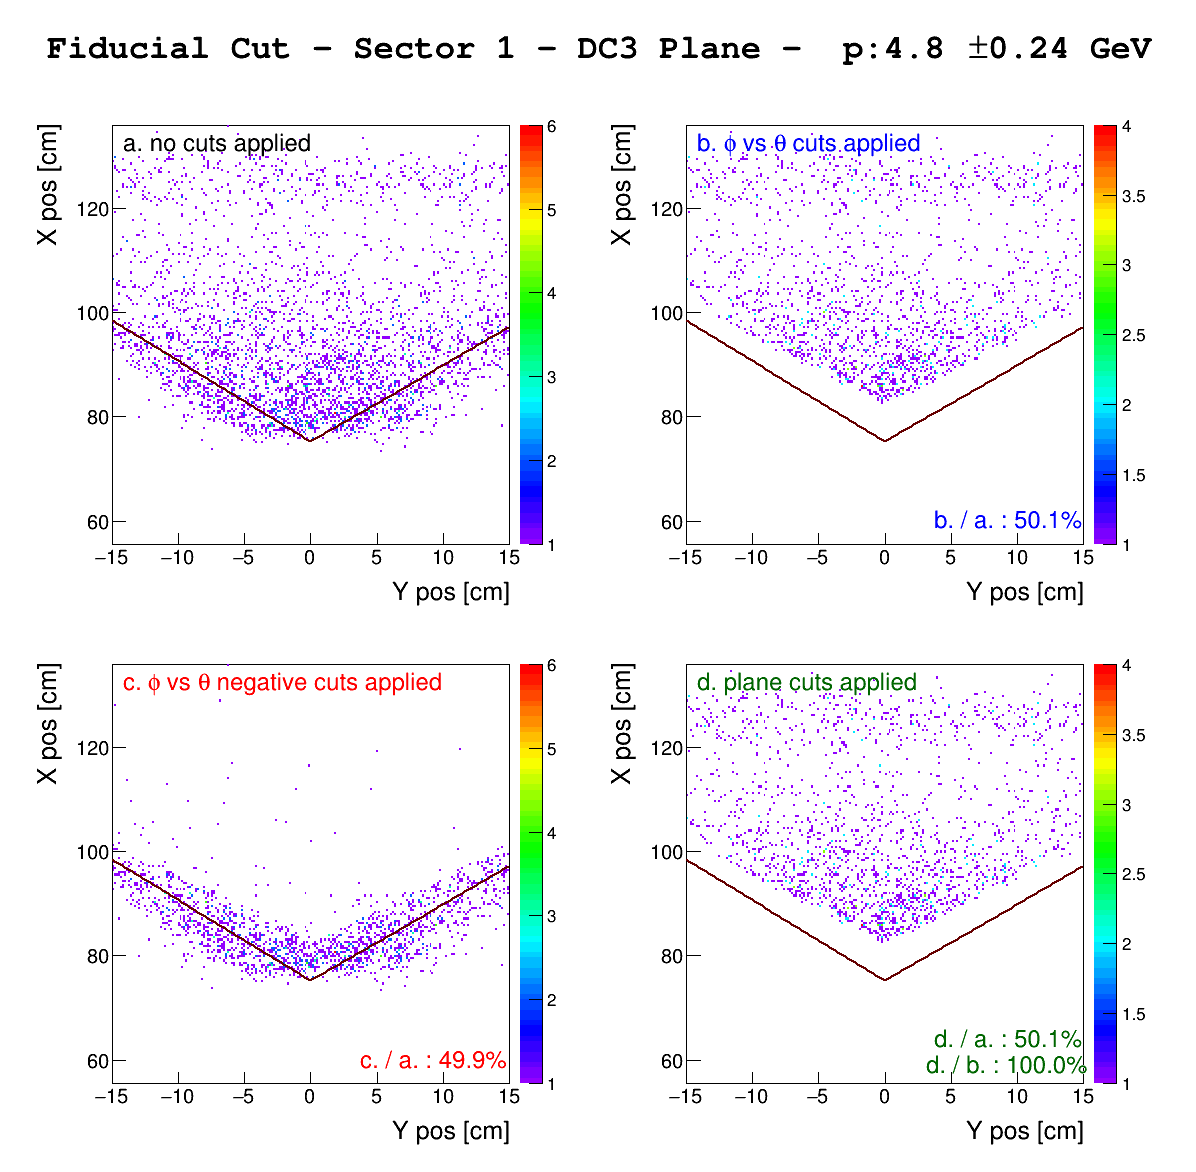 Fiducial Cut – Sector 1 – DC3 Plane – p:4.8 ±0.24 GeV
X pos [cm]
a. no cuts applied
120
100
80
60
−15 −10 −5 0 5 10 15
Y pos [cm]
6
5
4
3
2
1
X pos [cm]
b. ϕ vs θ cuts applied
120
100
80
60
b. / a. : 50.1%
−15 −10 −5 0 5 10 15
Y pos [cm]
4
3.5
3
2.5
2
1.5
1
X pos [cm]
c. ϕ vs θ negative cuts applied
120
100
80
60
c. / a. : 49.9%
−15 −10 −5 0 5 10 15
Y pos [cm]
6
5
4
3
2
1
X pos [cm]
d. plane cuts applied
120
100
80
60
d. / a. : 50.1%
d. / b. : 100.0%
−15 −10 −5 0 5 10 15
Y pos [cm]
4
3.5
3
2.5
2
1.5
1